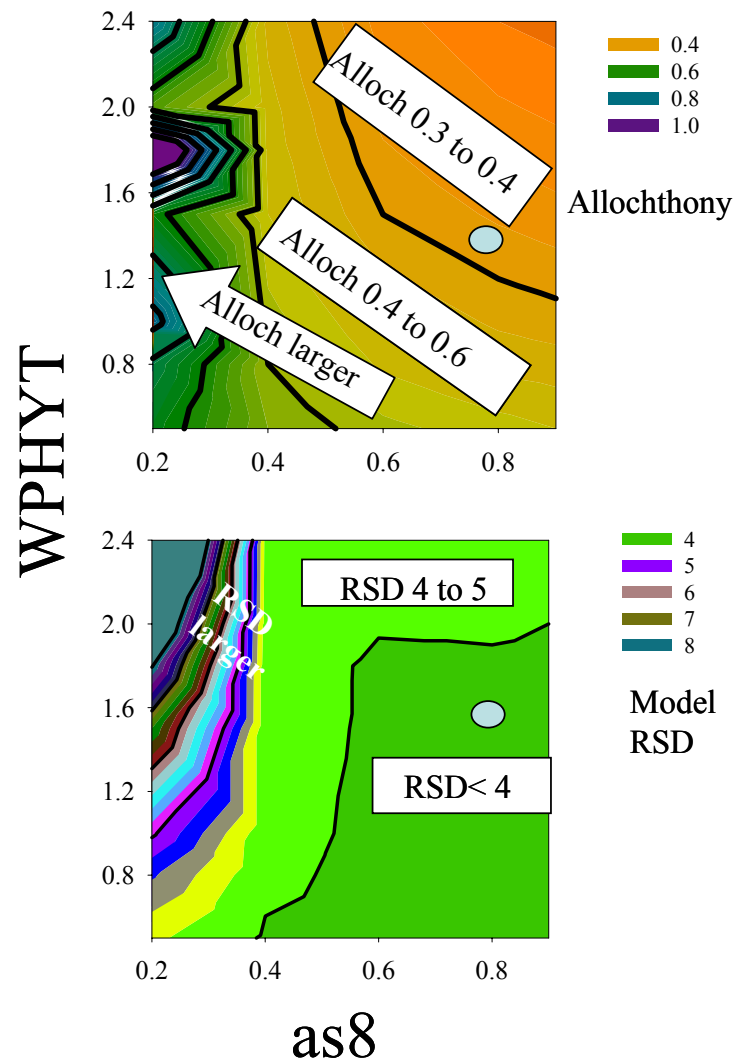 2.4
2.0
1.6
1.2
0.8
0.2
0.4
0.6
0.8
Alloch 0.3 to 0.4
Alloch 0.4 to 0.6
Alloch larger
0.4
0.6
0.8
1.0
Allochthony
WPHYT
2.4
2.0
1.6
1.2
0.8
0.2
0.4
0.6
0.8
RSD 4 to 5
RSD
larger
RSD< 4
4
5
6
7
8
Model
RSD
as8